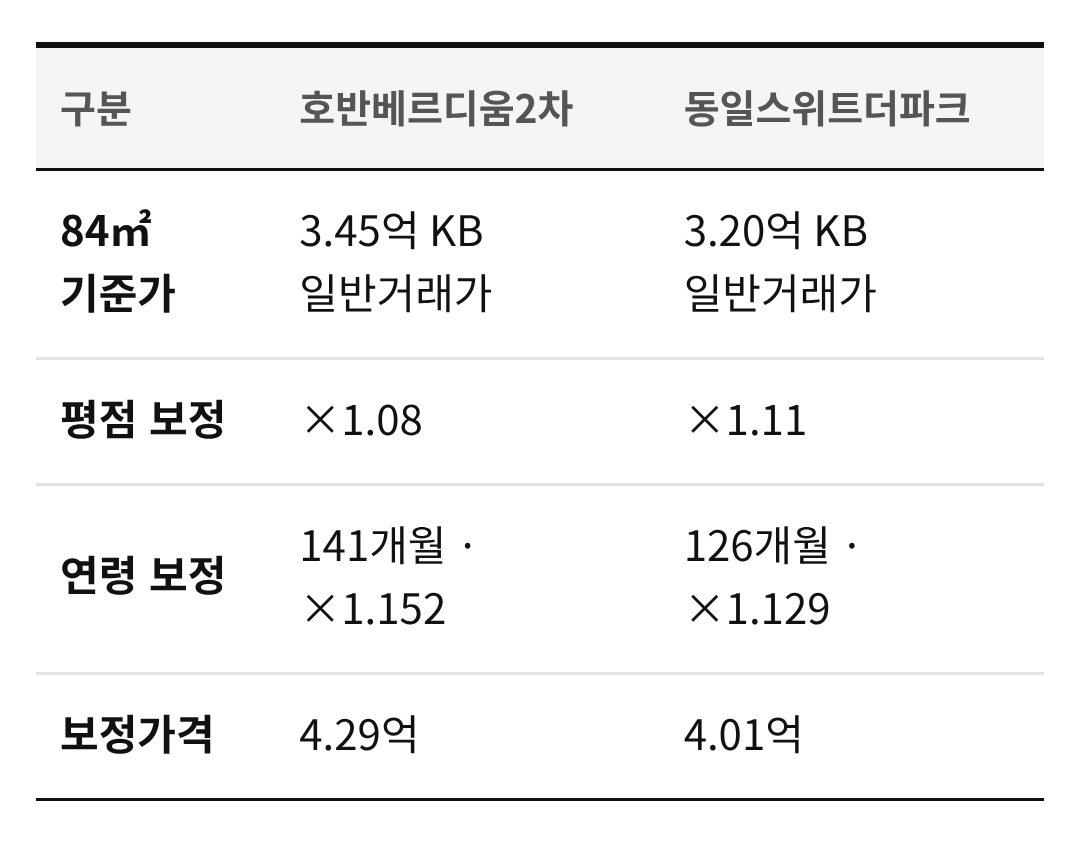 구분 호반베르디움2차 동일스위트더파크
84㎡ 3.45억 KB 3.20억 KB
기준가 일반거래가 일반거래가
평점 보정 ×1.08 ×1.11
141개월 · 126개월 ·
연령 보정
×1.152 ×1.129
보정가격 4.29억 4.01억